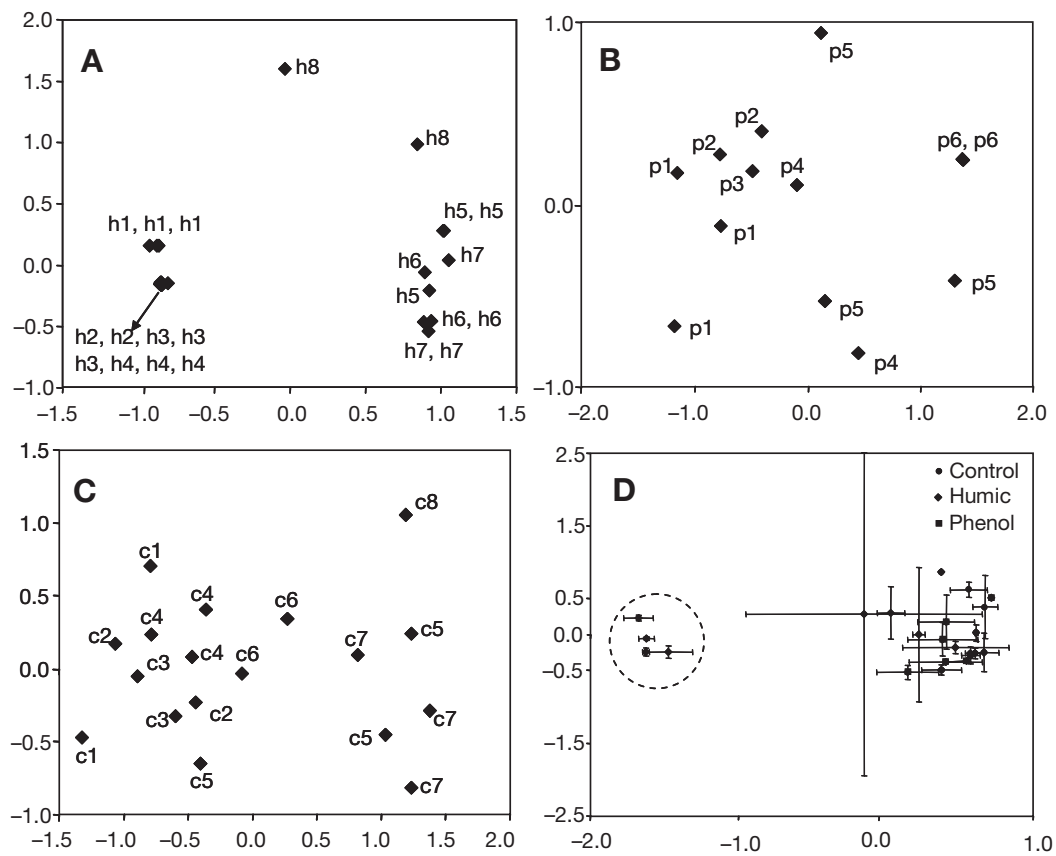 2.0
A
h8
1.5
h8
1.0
0.5
h1, h1, h1
h5, h5
h7
0.0
h6
h5
h6, h6
−0.5
h2, h2, h3, h3
h7, h7
h3, h4, h4, h4
−1.0
−1.0 −0.5 0.0 0.5 1.0 1.5
1.0
B
p5
p2
p2
p6, p6
p1
p3
p4
0.0
p1
p5
p5
p1
p4
−1.0
−2.0 −1.0 0.0 1.0 2.0
1.5
C
c8
1.0
c1
c4
c6
0.5
c4
c2
c5
c7
c4
c6
c3
0.0
c2
c3
c7
c5
−0.5
c1
c5
c7
−1.0
−1.5 −1.0 −0.5 0.0 0.5 1.0 1.5 2.0
2.5
D
Control
Humic
Phenol
1.5
0.5
0.0
−0.5
−1.5
−2.5
−2.0 −1.0 0.0 1.0